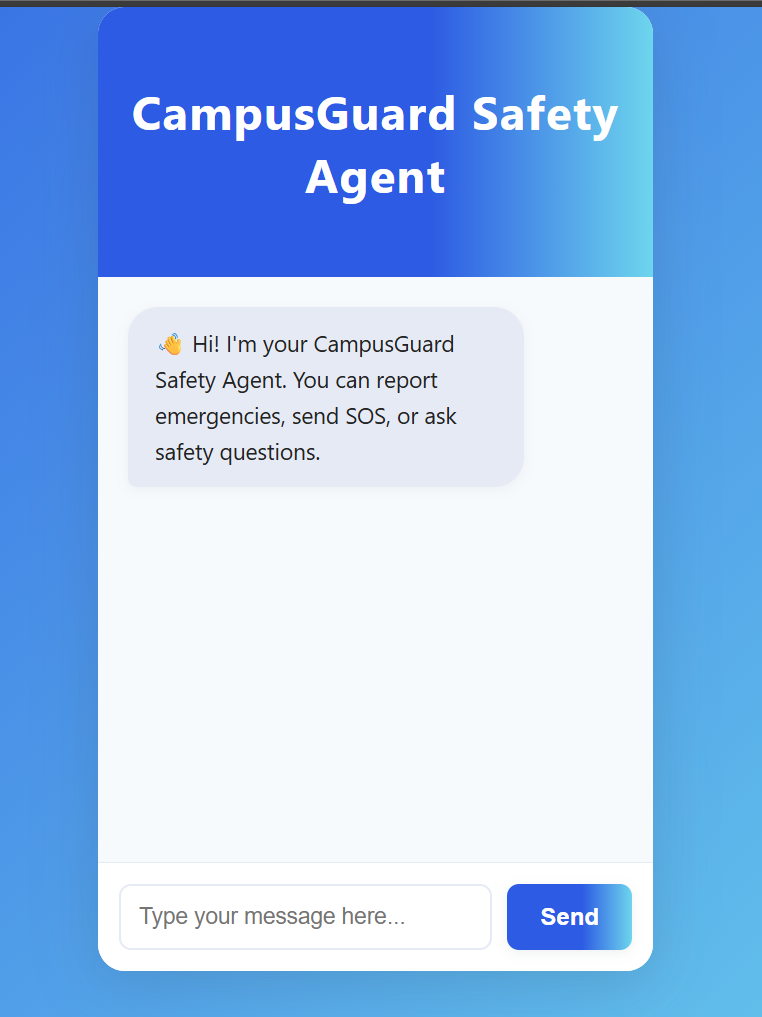 CampusGuard Safety
Agent
👋 Hi! I'm your CampusGuard
Safety Agent. You can report
emergencies, send SOS, or ask
safety questions.
Type your message here...
Send